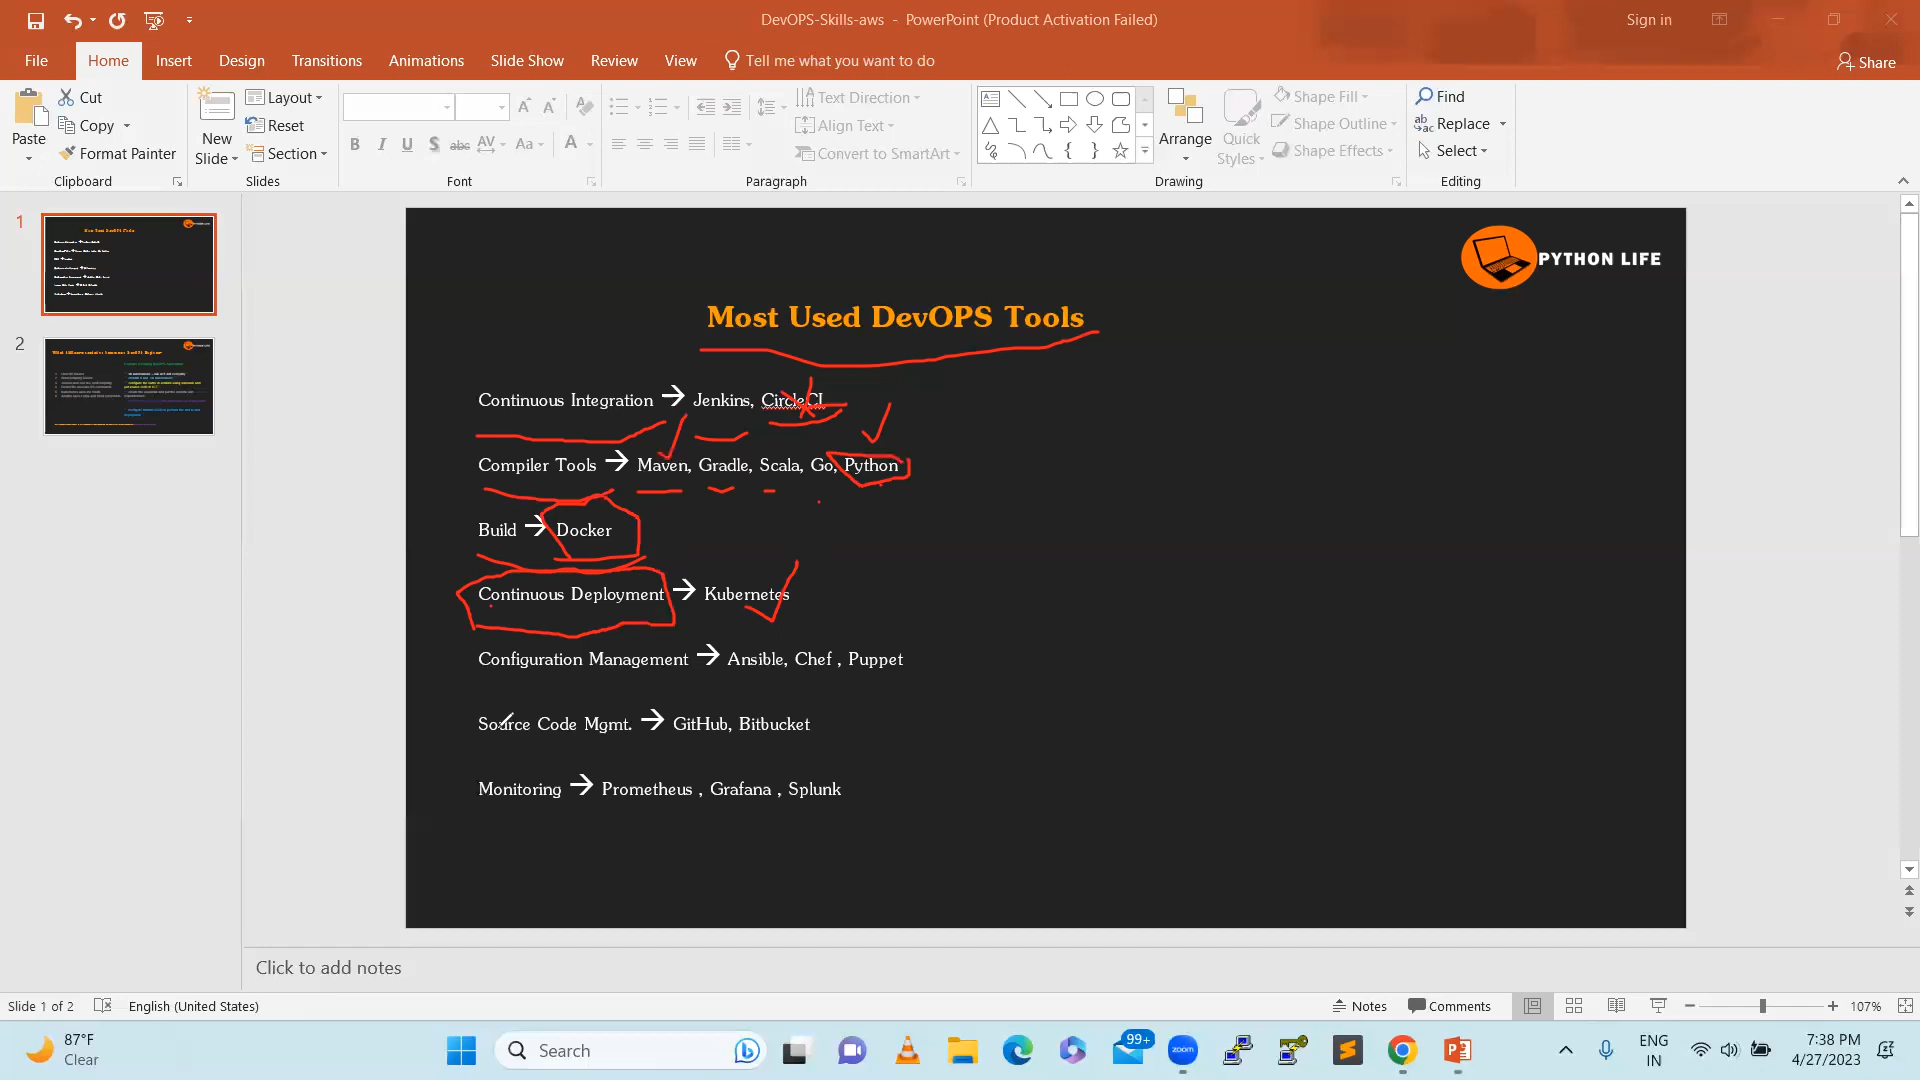 DevOPS-Skills-aws - PowerPoint (Product Activation Failed)
Sign in
File Home Insert Design Transitions Animations Slide Show Review View Tell me what you want to do
Share
Paste
Cut
Copy
Format Painter
Clipboard
New Slide
Layout
Reset
Section
Slides
B I U S abc AV Aa A
Font
Text Direction
Align Text
Convert to SmartArt
Paragraph
Arrange
Quick Styles
Shape Fill
Shape Outline
Shape Effects
Drawing
Find
Replace
Select
Editing
1
2
PYTHON LIFE
Most Used DevOPS Tools
Continuous Integration → Jenkins, CircleCI
Compiler Tools → Maven, Gradle, Scala, Go, Python
Build → Docker
Continuous Deployment → Kubernetes
Configuration Management → Ansible, Chef , Puppet
Source Code Mgmt. → GitHub, Bitbucket
Monitoring → Prometheus , Grafana , Splunk
Click to add notes
Slide 1 of 2 English (United States)
Notes Comments 107%
87°F
Clear
Search
99+
zoom
ENG
IN
7:38 PM
4/27/2023